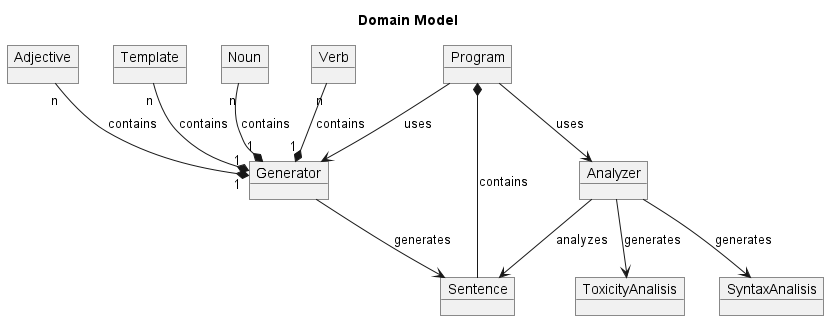 Domain Model
Adjective
Template
Noun
Verb
Program
n
n
n
n
contains
contains
contains
contains
uses
uses
1
1
1
1
Generator
Analyzer
contains
generates
analyzes
generates
generates
Sentence
ToxicityAnalisis
SyntaxAnalisis